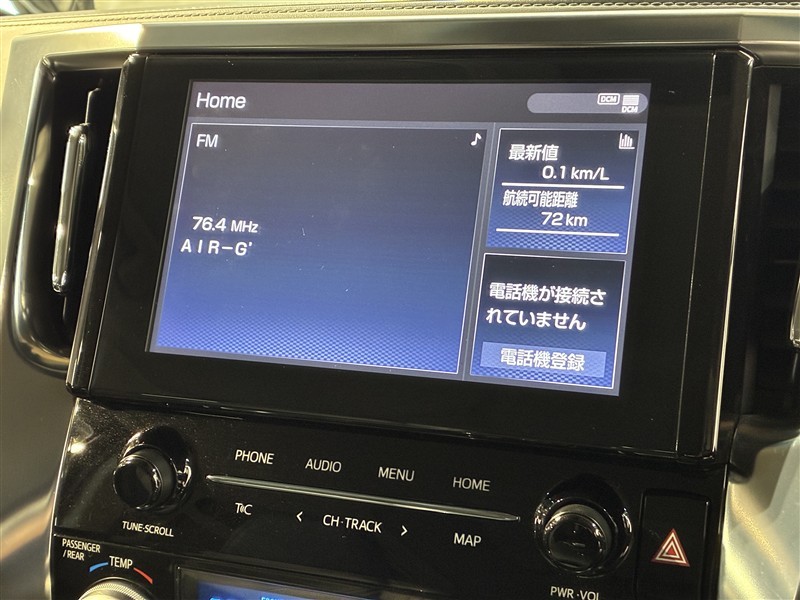 Home
DCM
DCM
FM
76.4 MHz
AIR-G'
最新値
0.1 km/L
航続可能距離
72 km
電話機が接続さ
れていません
電話機登録
PHONE
AUDIO
MENU
HOME
TUNE·SCROLL
T C
< CH·TRACK >
MAP
PWR·VOL
PASSENGER
/REAR
TEMP